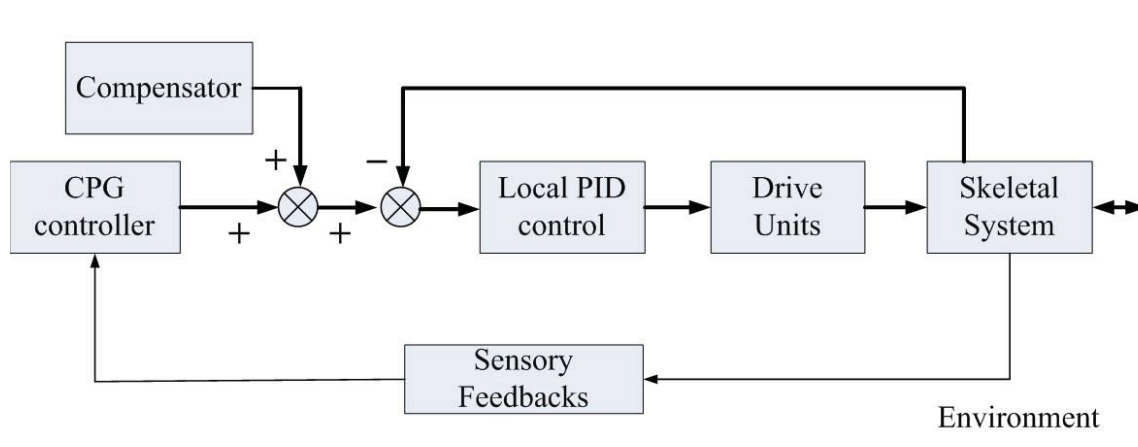 Compensator
+
−
CPG
controller
+
+
Local PID
control
Drive
Units
Skeletal
System
Sensory
Feedbacks
Environment